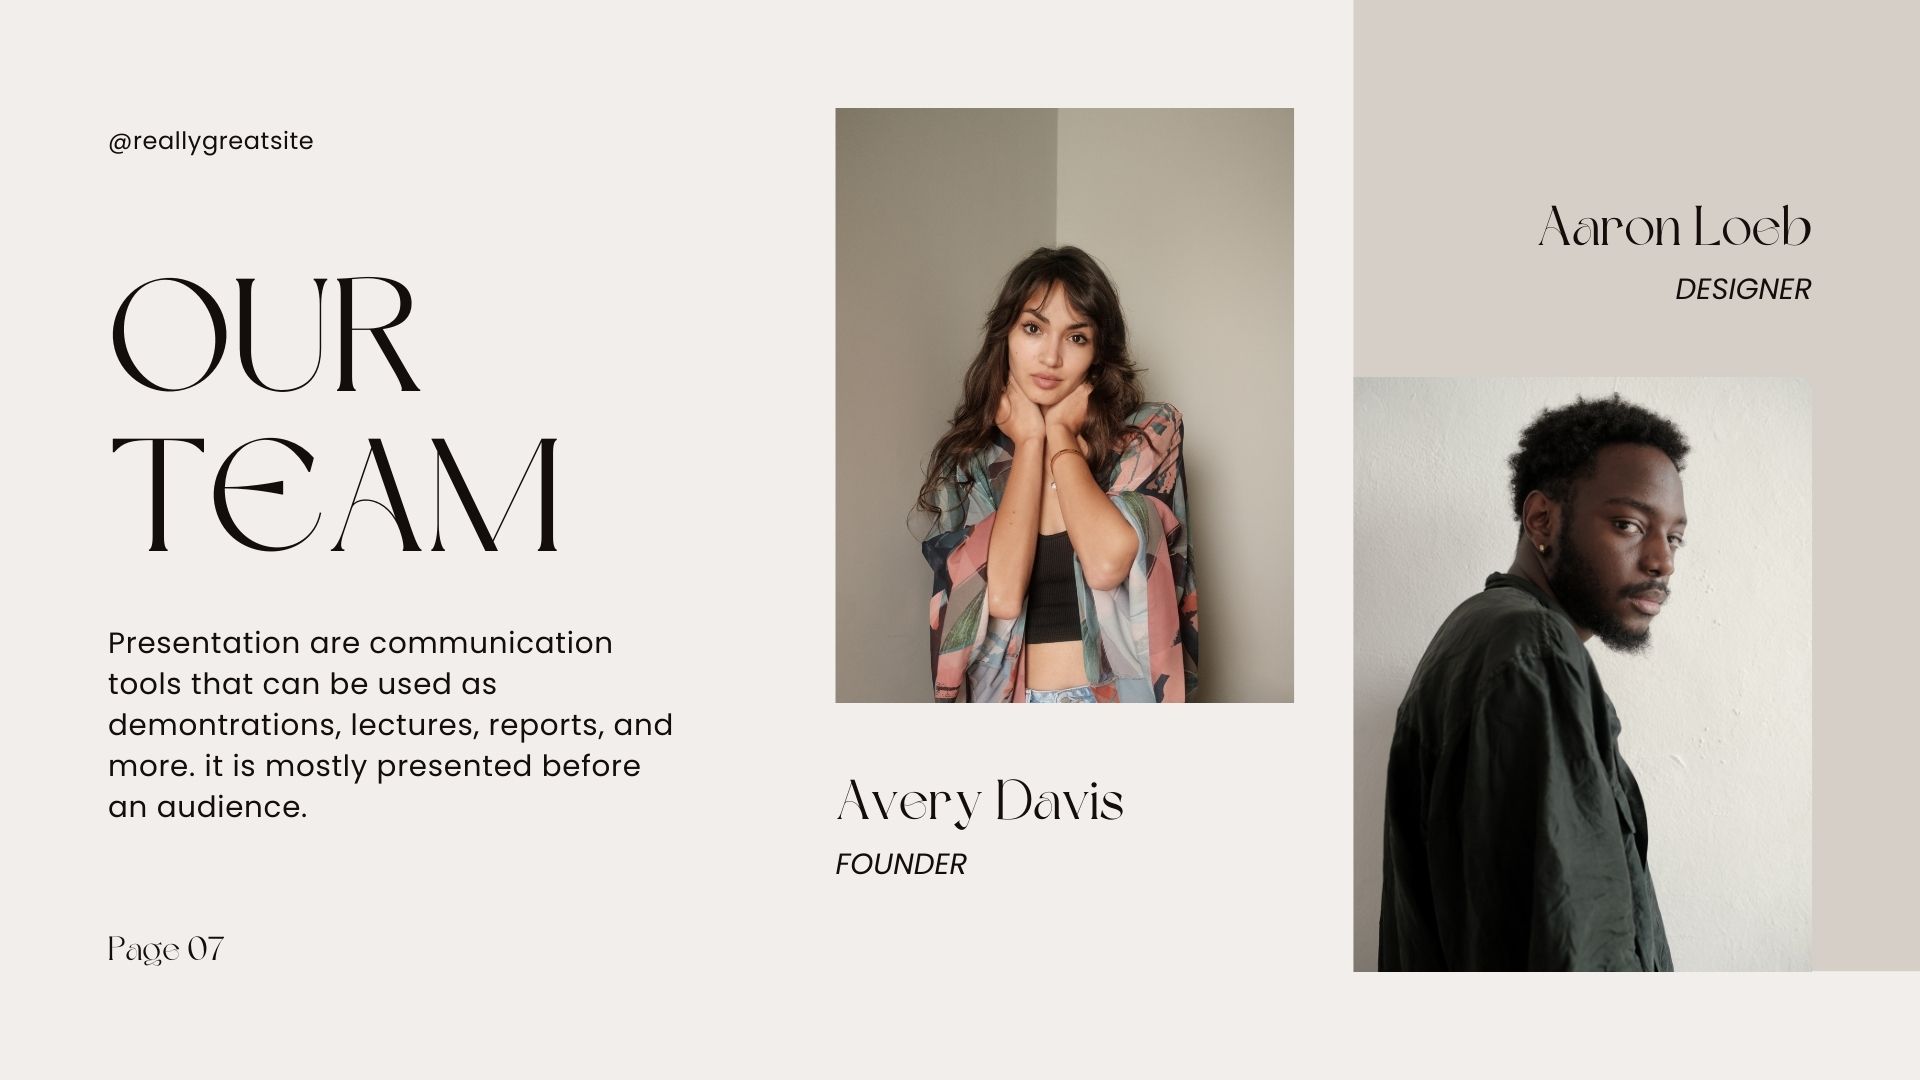 @reallygreatsite
OUR
TEAM
Presentation are communication
tools that can be used as
demontrations, lectures, reports, and
more. it is mostly presented before
an audience.
Page 07
Avery Davis
FOUNDER
Aaron Loeb
DESIGNER